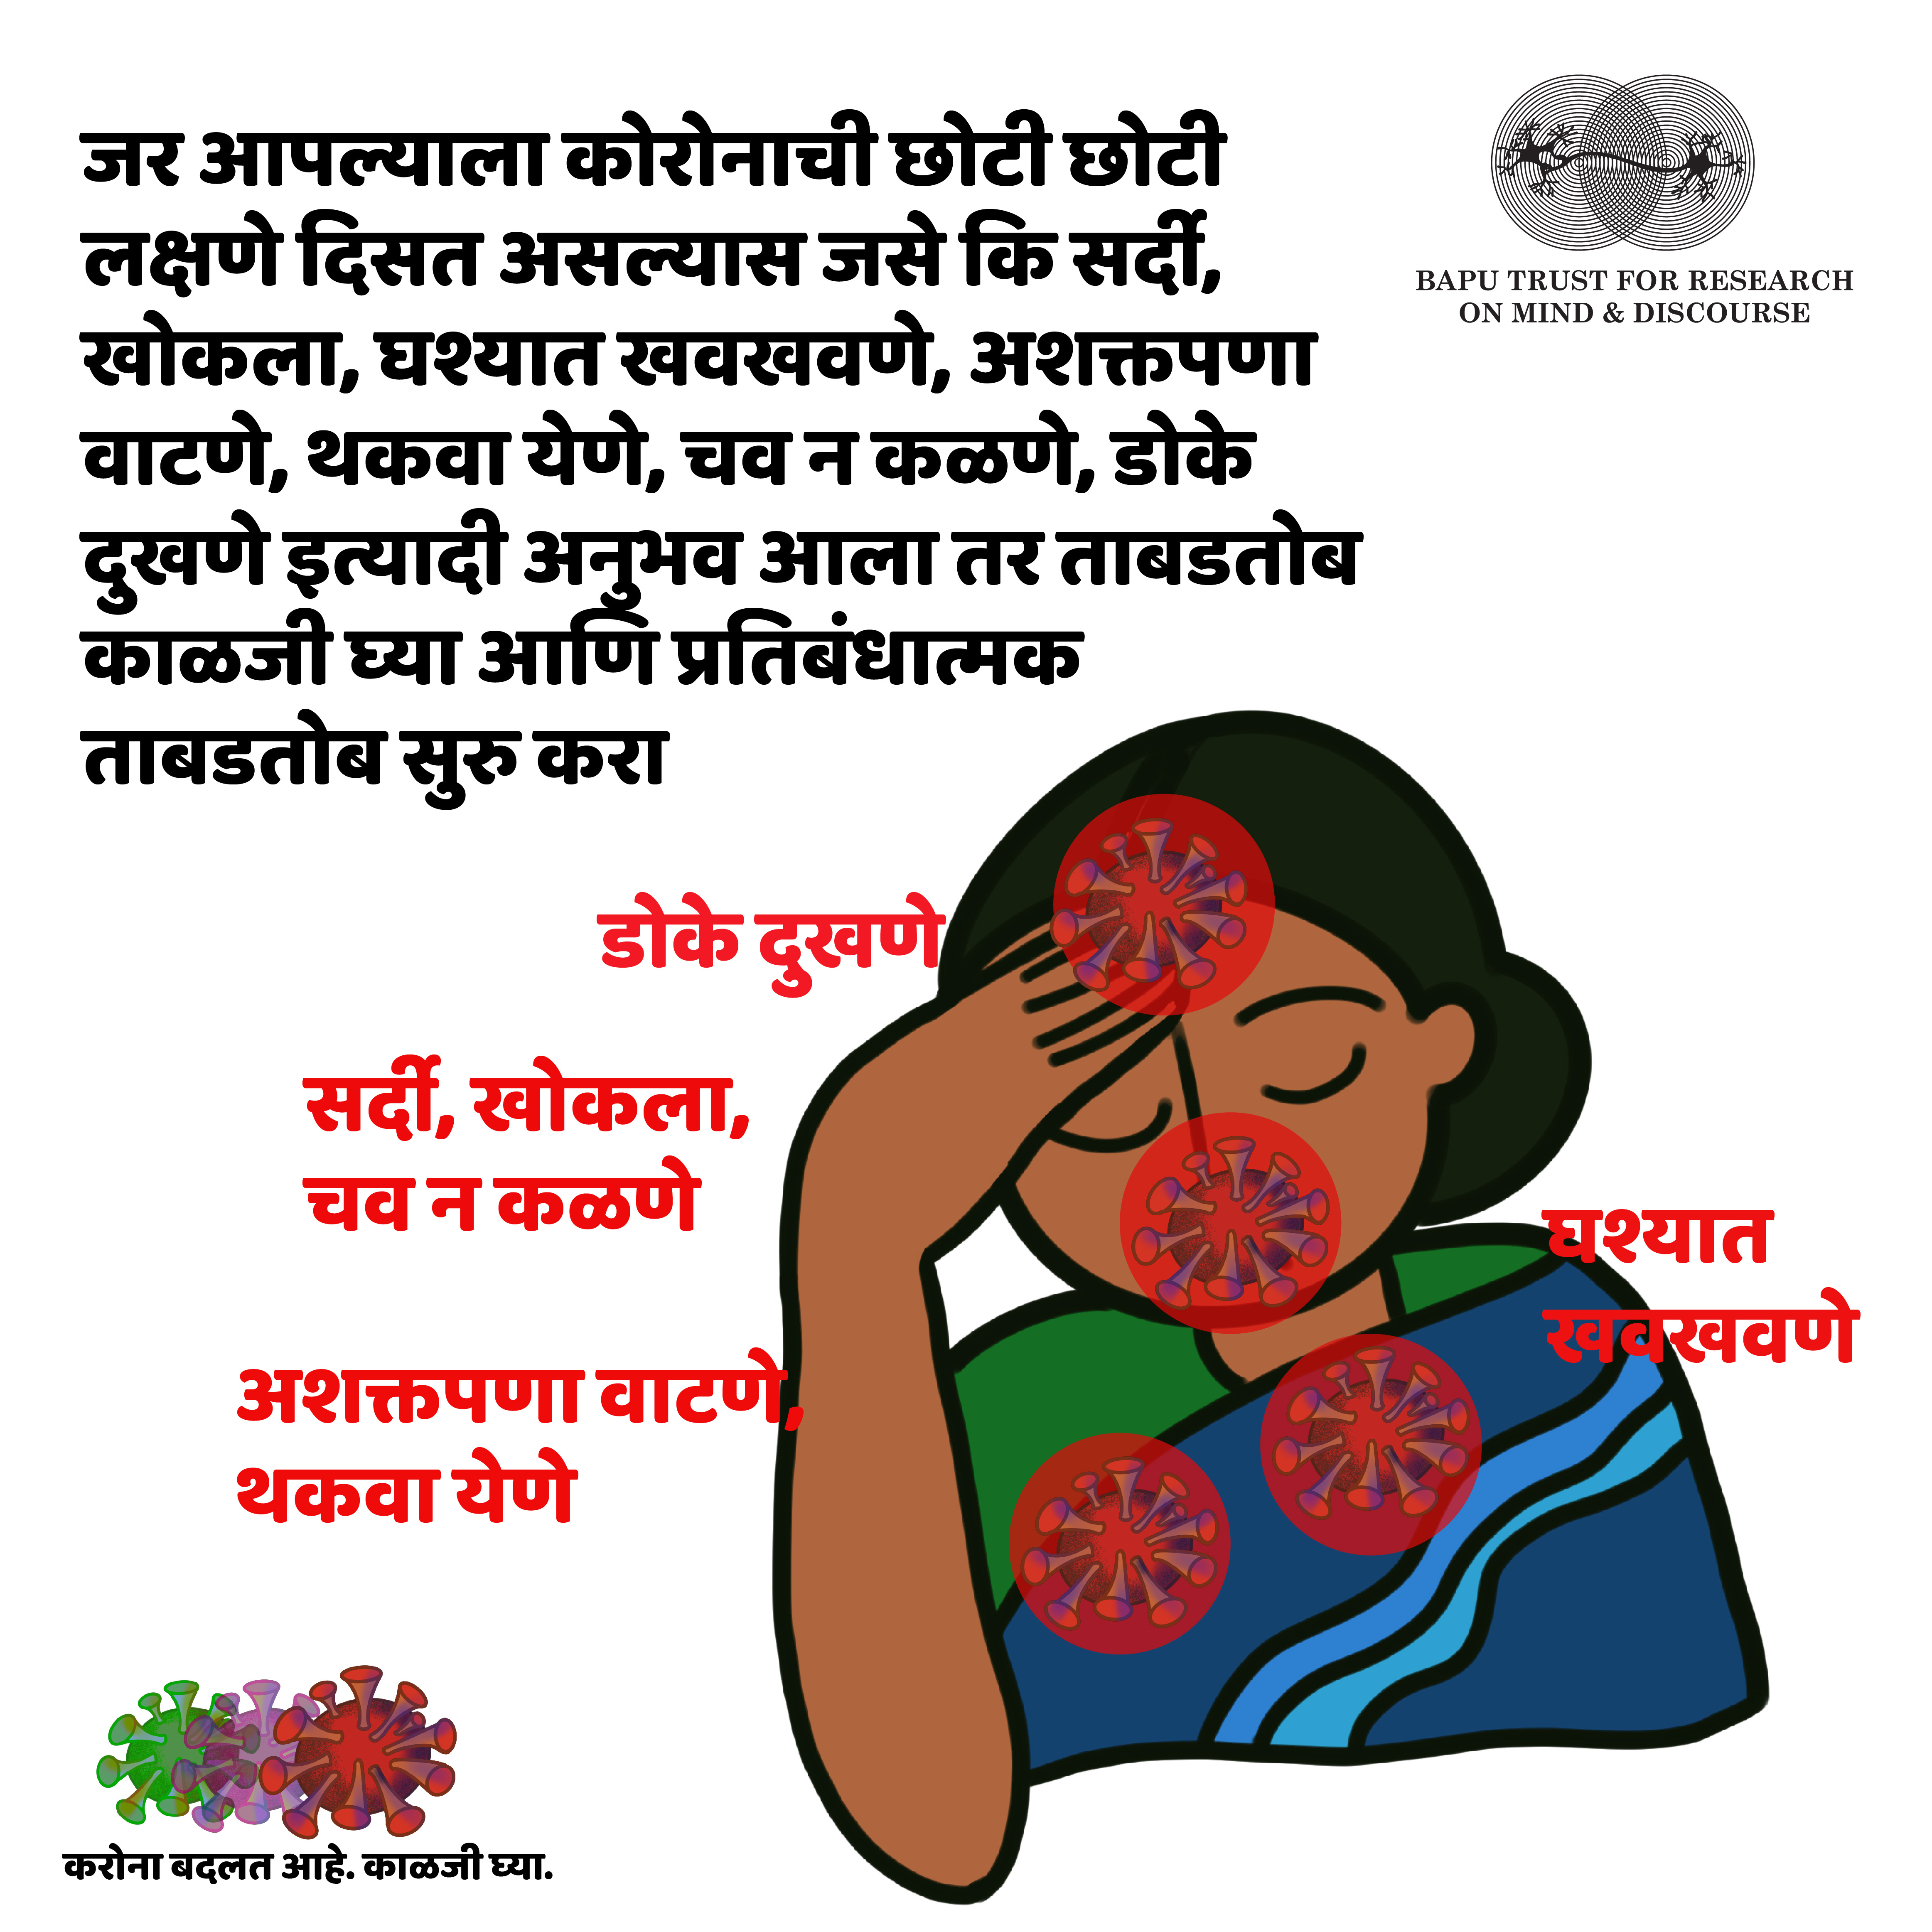 जर आपल्याला कोरोनाची छोटी छोटी
लक्षणे दिसत असल्यास जसे कि सर्दी,
खोकला, घश्यात खवखवणे, अशक्तपणा
वाटणे, थकवा येणे, चव न कळणे, डोके
दुखणे इत्यादी अनुभव आला तर ताबडतोब
काळजी घ्या आणि प्रतिबंधात्मक
ताबडतोब सुरु करा
BAPU TRUST FOR RESEARCH
ON MIND & DISCOURSE
डोके दुखणे
सर्दी, खोकला,
चव न कळणे
घश्यात
खवखवणे
अशक्तपणा वाटणे,
थकवा येणे
करोना बदलत आहे. काळजी घ्या.